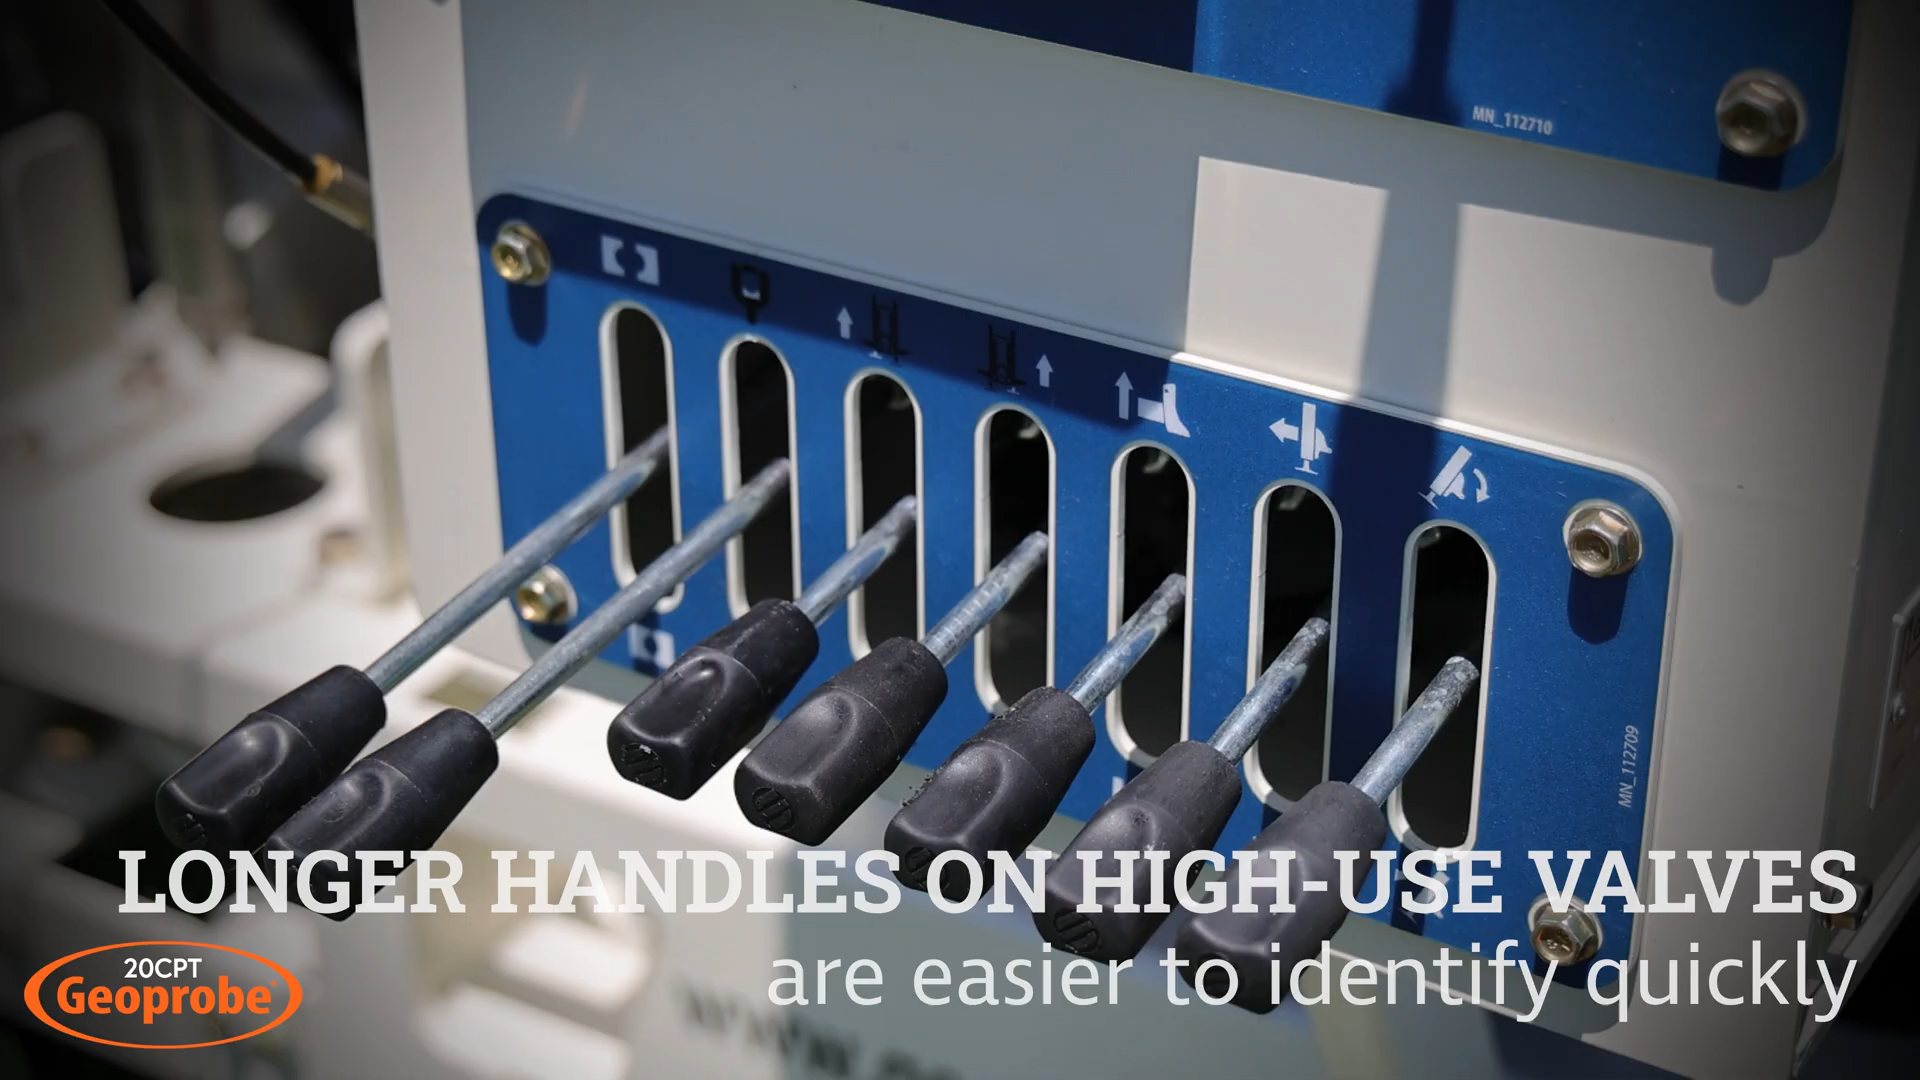 MN_112710
MN_112709
LONGER HANDLES ON HIGH-USE VALVES
are easier to identify quickly
20CPT
Geoprobe